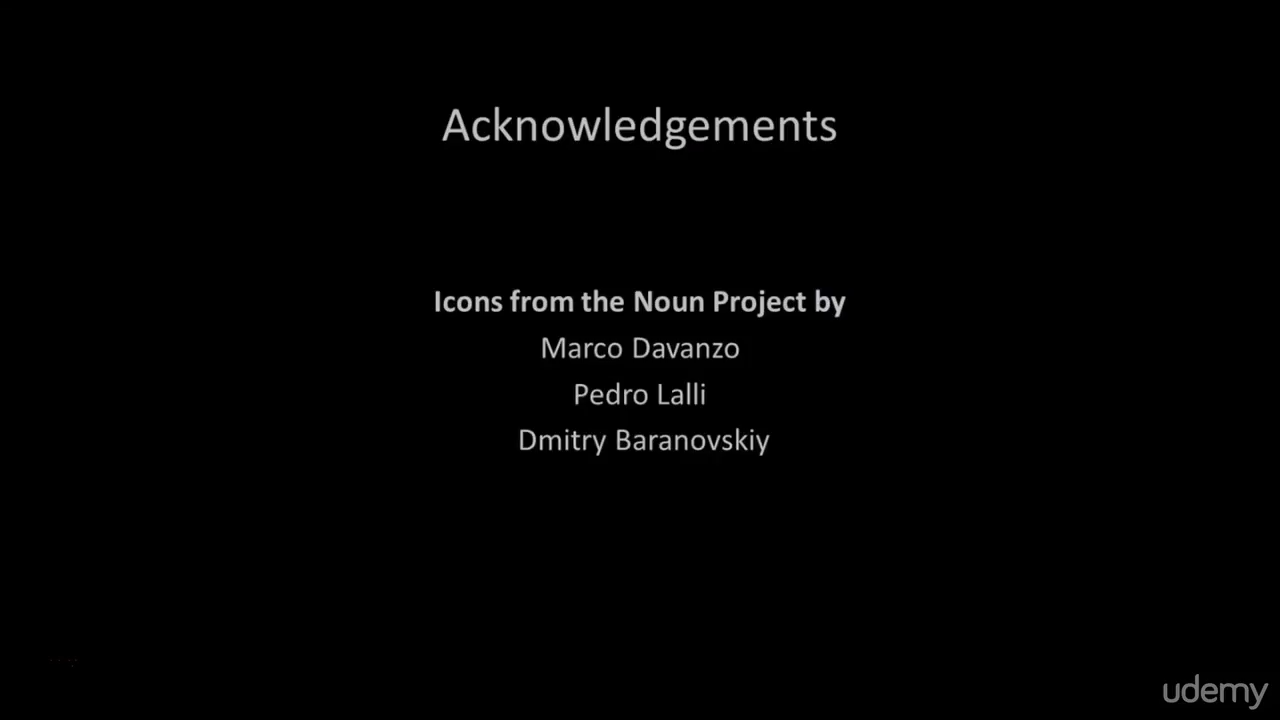 Acknowledgements
Icons from the Noun Project by
Marco Davanzo
Pedro Lalli
Dmitry Baranovskiy
udemy